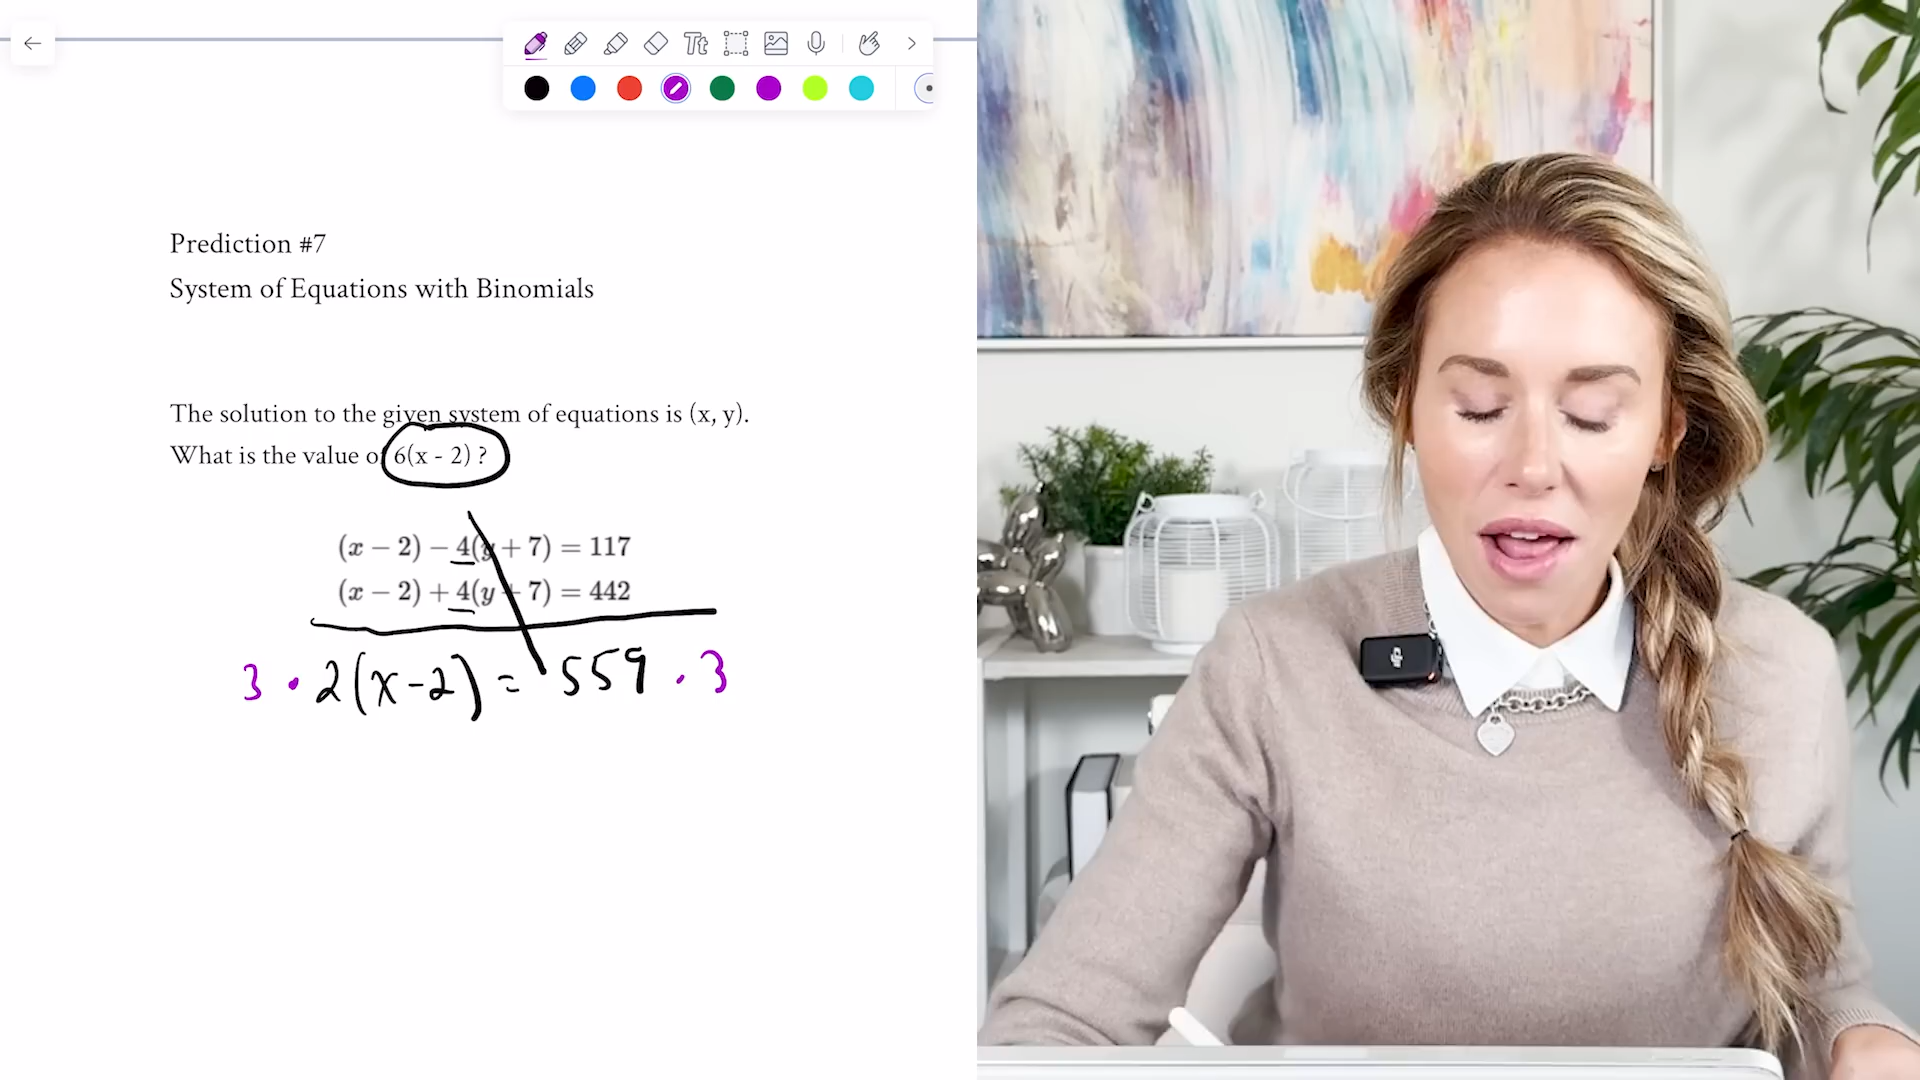 Tt
Prediction #7
System of Equations with Binomials
The solution to the given system of equations is (x, y).
What is the value of 6(x - 2) ?
(x − 2) − 4(y + 7) = 117
(x − 2) + 4(y + 7) = 442
3 · 2(x-2) = 559 · 3